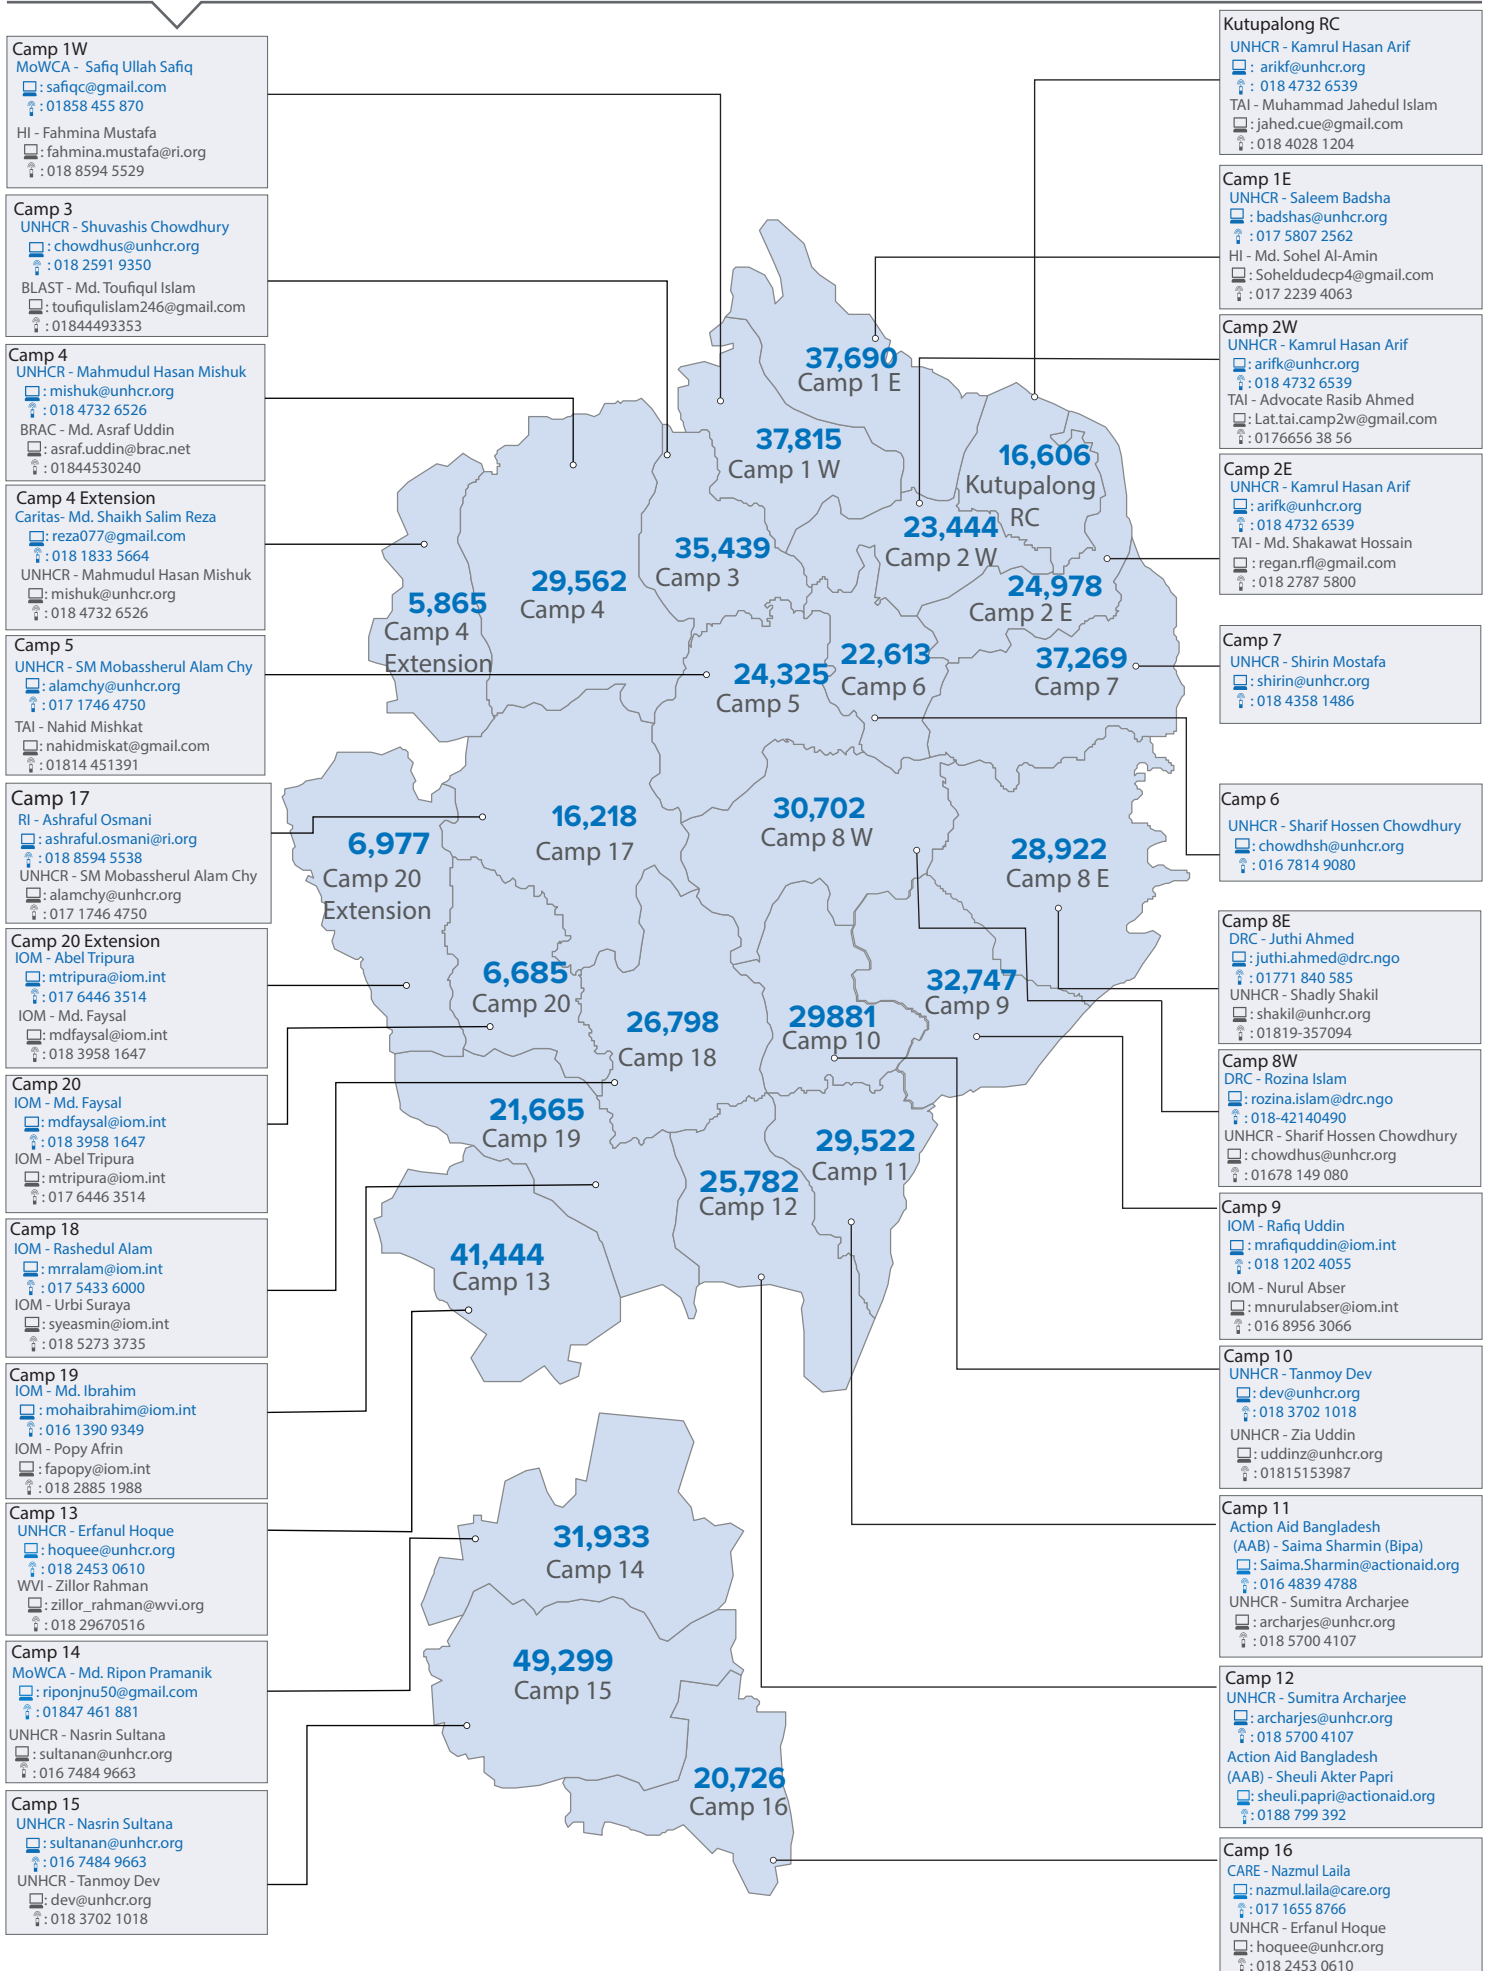 Camp 1W
MoWCA - Safiq Ullah Safiq
: safiqc@gmail.com
: 01858 455 870
HI - Fahmina Mustafa
: fahmina.mustafa@ri.org
: 018 8594 5529
Camp 3
UNHCR - Shuvashis Chowdhury
: chowdhus@unhcr.org
: 018 2591 9350
BLAST - Md. Toufiqul Islam
: toufiqulislam246@gmail.com
: 01844493353
Camp 4
UNHCR - Mahmudul Hasan Mishuk
: mishuk@unhcr.org
: 018 4732 6526
BRAC - Md. Asraf Uddin
: asraf.uddin@brac.net
: 01844530240
Camp 4 Extension
Caritas- Md. Shaikh Salim Reza
: reza077@gmail.com
: 018 1833 5664
UNHCR - Mahmudul Hasan Mishuk
: mishuk@unhcr.org
: 018 4732 6526
Camp 5
UNHCR - SM Mobassherul Alam Chy
: alamchy@unhcr.org
: 017 1746 4750
TAI - Nahid Mishkat
: nahidmiskat@gmail.com
: 01814 451391
Camp 17
RI - Ashraful Osmani
: ashraful.osmani@ri.org
: 018 8594 5538
UNHCR - SM Mobassherul Alam Chy
: alamchy@unhcr.org
: 017 1746 4750
Camp 20 Extension
IOM - Abel Tripura
: mtripura@iom.int
: 017 6446 3514
IOM - Md. Faysal
: mdfaysal@iom.int
: 018 3958 1647
Camp 20
IOM - Md. Faysal
: mdfaysal@iom.int
: 018 3958 1647
IOM - Abel Tripura
: mtripura@iom.int
: 017 6446 3514
Camp 18
IOM - Rashedul Alam
: mrralam@iom.int
: 017 5433 6000
IOM - Urbi Suraya
: syeasmin@iom.int
: 018 5273 3735
Camp 19
IOM - Md. Ibrahim
: mohaibrahim@iom.int
: 016 1390 9349
IOM - Popy Afrin
: fapopy@iom.int
: 018 2885 1988
Camp 13
UNHCR - Erfanul Hoque
: hoquee@unhcr.org
: 018 2453 0610
WVI - Zillor Rahman
: zillor_rahman@wvi.org
: 018 29670516
Camp 14
MoWCA - Md. Ripon Pramanik
: riponjnu50@gmail.com
: 01847 461 881
UNHCR - Nasrin Sultana
: sultanan@unhcr.org
: 016 7484 9663
Camp 15
UNHCR - Nasrin Sultana
: sultanan@unhcr.org
: 016 7484 9663
UNHCR - Tanmoy Dev
: dev@unhcr.org
: 018 3702 1018
37,690
Camp 1 E
37,815
Camp 1 W
16,606
Kutupalong
RC
23,444
Camp 2 W
35,439
Camp 3
29,562
Camp 4
5,865
Camp 4
Extension
24,978
Camp 2 E
22,613
Camp 6
37,269
Camp 7
24,325
Camp 5
16,218
Camp 17
30,702
Camp 8 W
6,977
Camp 20
Extension
28,922
Camp 8 E
6,685
Camp 20
32,747
Camp 9
26,798
Camp 18
29881
Camp 10
21,665
Camp 19
29,522
Camp 11
25,782
Camp 12
41,444
Camp 13
31,933
Camp 14
49,299
Camp 15
20,726
Camp 16
Kutupalong RC
UNHCR - Kamrul Hasan Arif
: arikf@unhcr.org
: 018 4732 6539
TAI - Muhammad Jahedul Islam
: jahed.cue@gmail.com
: 018 4028 1204
Camp 1E
UNHCR - Saleem Badsha
: badshas@unhcr.org
: 017 5807 2562
HI - Md. Sohel Al-Amin
: Soheldudecp4@gmail.com
: 017 2239 4063
Camp 2W
UNHCR - Kamrul Hasan Arif
: arifk@unhcr.org
: 018 4732 6539
TAI - Advocate Rasib Ahmed
: Lat.tai.camp2w@gmail.com
: 0176656 38 56
Camp 2E
UNHCR - Kamrul Hasan Arif
: arifk@unhcr.org
: 018 4732 6539
TAI - Md. Shakawat Hossain
: regan.rfl@gmail.com
: 018 2787 5800
Camp 7
UNHCR - Shirin Mostafa
: shirin@unhcr.org
: 018 4358 1486
Camp 6
UNHCR - Sharif Hossen Chowdhury
: chowdhsh@unhcr.org
: 016 7814 9080
Camp 8E
DRC - Juthi Ahmed
: juthi.ahmed@drc.ngo
: 01771 840 585
UNHCR - Shadly Shakil
: shakil@unhcr.org
: 01819-357094
Camp 8W
DRC - Rozina Islam
: rozina.islam@drc.ngo
: 018-42140490
UNHCR - Sharif Hossen Chowdhury
: chowdhus@unhcr.org
: 01678 149 080
Camp 9
IOM - Rafiq Uddin
: mrafiquddin@iom.int
: 018 1202 4055
IOM - Nurul Abser
: mnurulabser@iom.int
: 016 8956 3066
Camp 10
UNHCR - Tanmoy Dev
: dev@unhcr.org
: 018 3702 1018
UNHCR - Zia Uddin
: uddinz@unhcr.org
: 01815153987
Camp 11
Action Aid Bangladesh
(AAB) - Saima Sharmin (Bipa)
: Saima.Sharmin@actionaid.org
: 016 4839 4788
UNHCR - Sumitra Archarjee
: archarjes@unhcr.org
: 018 5700 4107
Camp 12
UNHCR - Sumitra Archarjee
: archarjes@unhcr.org
: 018 5700 4107
Action Aid Bangladesh
(AAB) - Sheuli Akter Papri
: sheuli.papri@actionaid.org
: 0188 799 392
Camp 16
CARE - Nazmul Laila
: nazmul.laila@care.org
: 017 1655 8766
UNHCR - Erfanul Hoque
: hoquee@unhcr.org
: 018 2453 0610